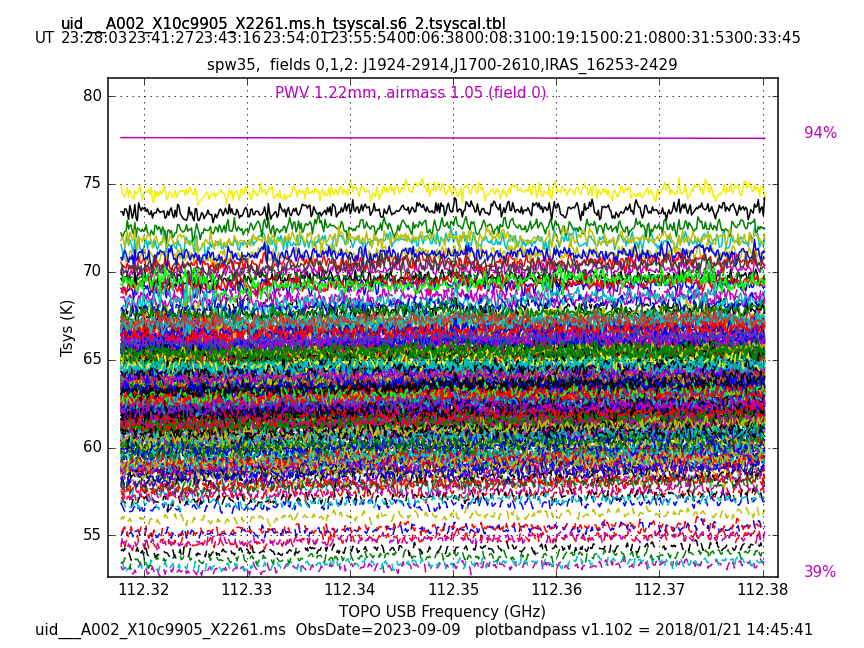 uid___A002_X10c9905_X2261.ms.h_tsyscal.s6_2.tsyscal.tbl
UT 23:28:03 23:41:27 23:43:16 23:54:01 23:55:54 00:06:38 00:08:31 00:19:15 00:21:08 00:31:53 00:33:45
spw35, fields 0,1,2: J1924-2914,J1700-2610,IRAS_16253-2429
PWV 1.22mm, airmass 1.05 (field 0)
80
94%
75
70
Tsys (K)
65
60
55
39%
112.32 112.33 112.34 112.35 112.36 112.37 112.38
TOPO USB Frequency (GHz)
uid___A002_X10c9905_X2261.ms ObsDate=2023-09-09 plotbandpass v1.102 = 2018/01/21 14:45:41